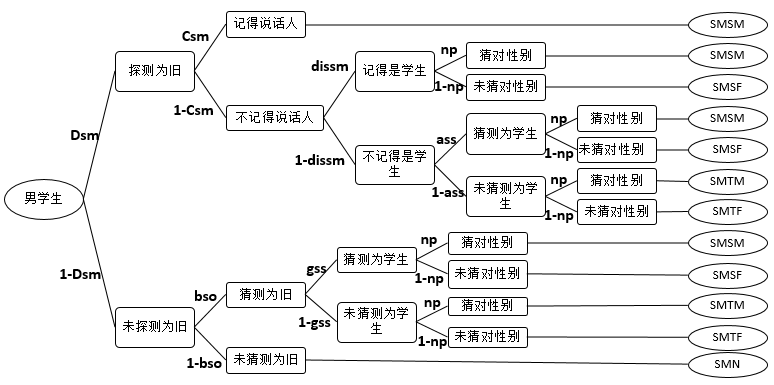 男学生
Dsm
1-Dsm
探测为旧
Csm
1-Csm
记得说话人
SMSM
不记得说话人
dissm
1-dissm
记得是学生
np
1-np
猜对性别
SMSM
未猜对性别
SMSF
不记得是学
生
ass
1-ass
猜测为学生
np
1-np
猜对性别
SMSM
未猜对性别
SMSF
未猜测为学
生
np
1-np
猜对性别
SMTM
未猜对性别
SMTF
未探测为旧
bso
1-bso
猜测为旧
gss
1-gss
猜测为学生
np
1-np
猜对性别
SMSM
未猜对性别
SMSF
未猜测为学
生
np
1-np
猜对性别
SMTM
未猜对性别
SMTF
未猜测为旧
SMN